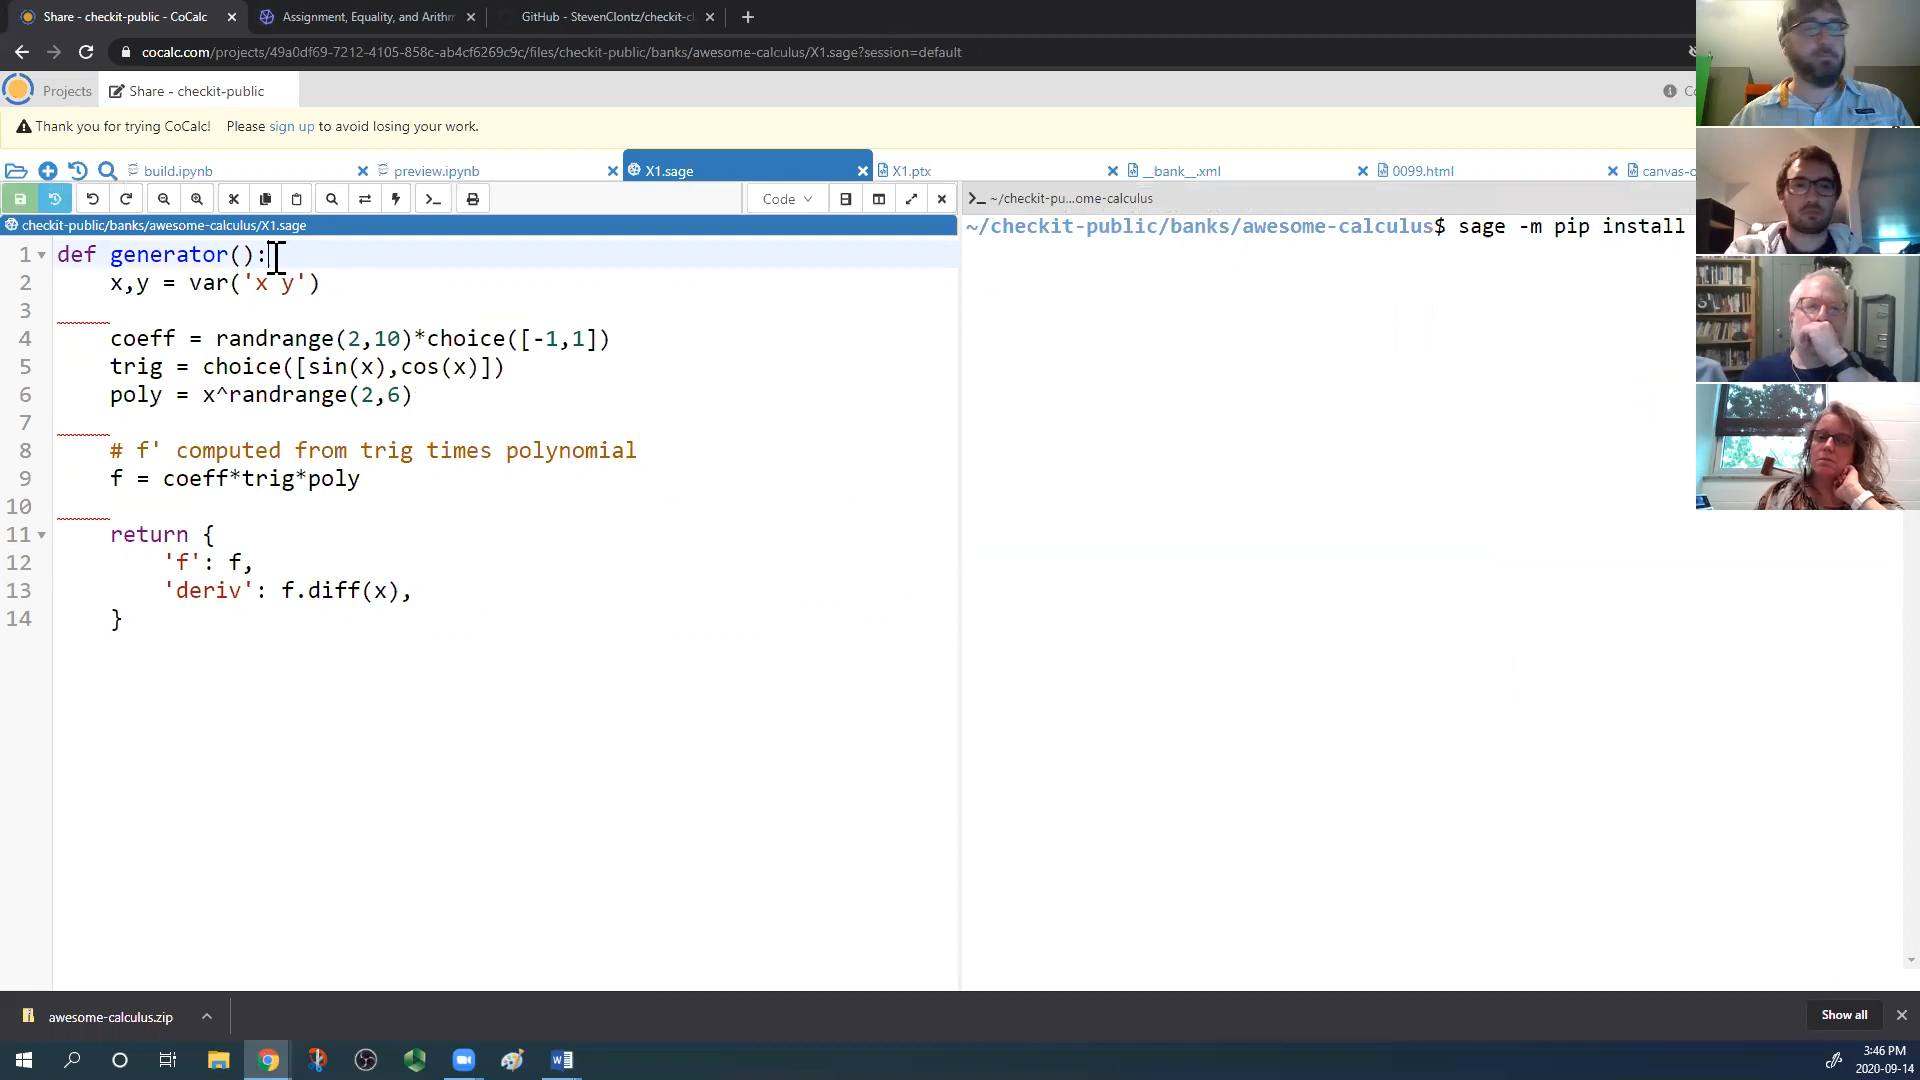 Share - checkit-public - CoCalc
Assignment, Equality, and Arithm
GitHub - StevenClontz/checkit-cl
cocalc.com/projects/49a0df69-7212-4105-858c-ab4cf6269c9c/files/checkit-public/banks/awesome-calculus/X1.sage?session=default
Projects
Share - checkit-public
Thank you for trying CoCalc! Please sign up to avoid losing your work.
build.ipynb
preview.ipynb
X1.sage
X1.ptx
__bank__.xml
0099.html
canvas-o
Code
~/checkit-pu...ome-calculus
checkit-public/banks/awesome-calculus/X1.sage
~/checkit-public/banks/awesome-calculus$ sage -m pip install
1 def generator():
2 x,y = var('x y')
3
4 coeff = randrange(2,10)*choice([-1,1])
5 trig = choice([sin(x),cos(x)])
6 poly = x^randrange(2,6)
7
8 # f' computed from trig times polynomial
9 f = coeff*trig*poly
10
11 return {
12 'f': f,
13 'deriv': f.diff(x),
14 }
awesome-calculus.zip
Show all
3:46 PM
2020-09-14